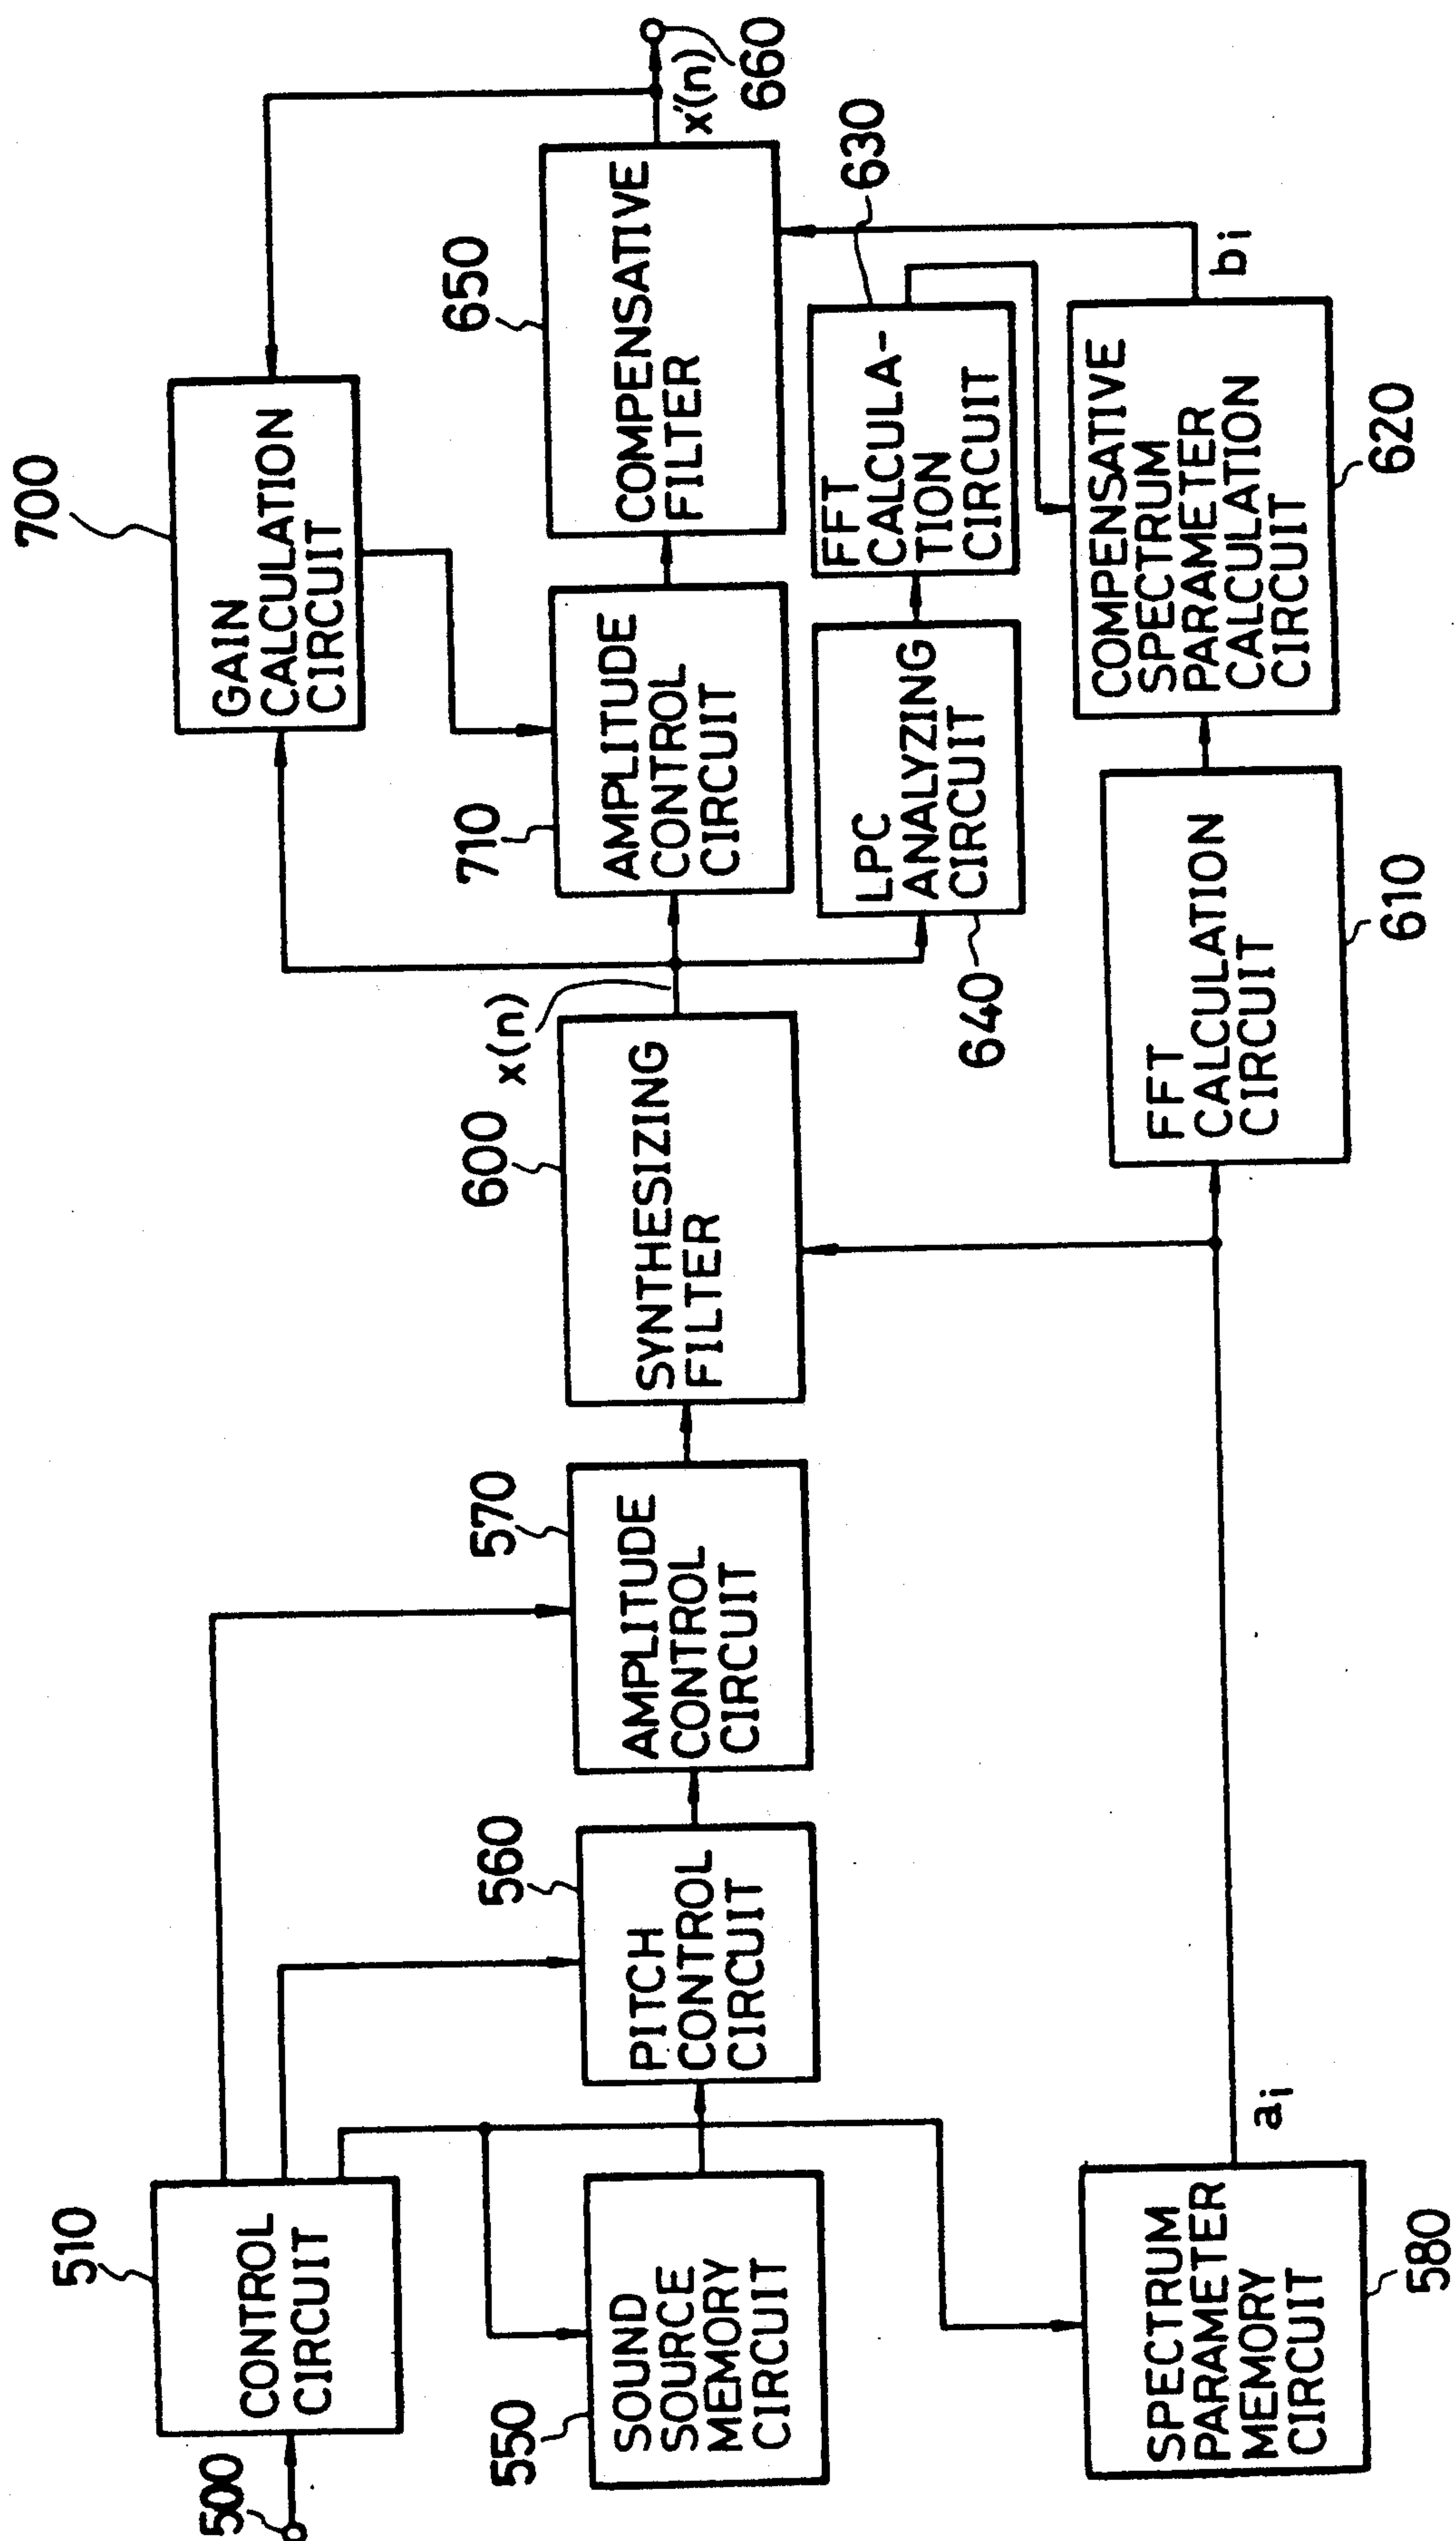 500
510
CONTROL
CIRCUIT
550
SOUND
SOURCE
MEMORY
CIRCUIT
SPECTRUM
PARAMETER
MEMORY
CIRCUIT
580
ai
560
PITCH
CONTROL
CIRCUIT
570
AMPLITUDE
CONTROL
CIRCUIT
600
SYNTHESIZING
FILTER
x(n)
FFT
CALCULATION
CIRCUIT
610
700
GAIN
CALCULATION
CIRCUIT
710
AMPLITUDE
CONTROL
CIRCUIT
LPC
ANALYZING
CIRCUIT
640
650
COMPENSATIVE
FILTER
FFT
CALCULA-
TION
CIRCUIT
630
COMPENSATIVE
SPECTRUM
PARAMETER
CALCULATION
CIRCUIT
620
bi
x'(n)
660